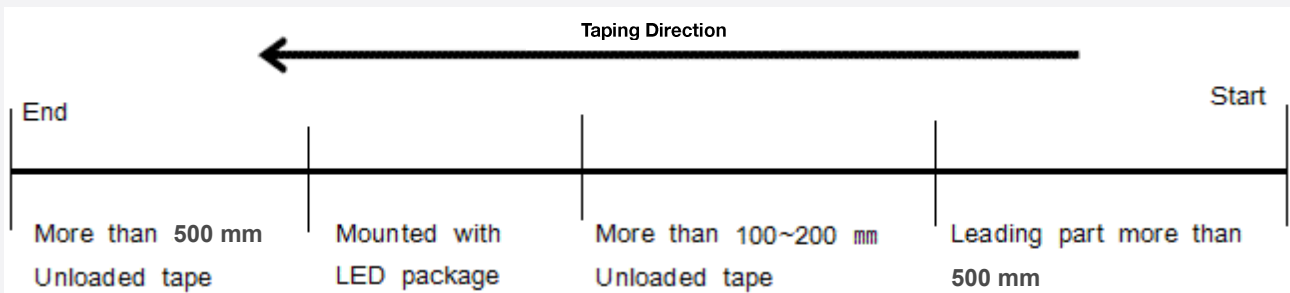 Taping Direction
End
Start
More than 500 mm
Unloaded tape
Mounted with
LED package
More than 100~200 ㎜
Unloaded tape
Leading part more than
500 mm